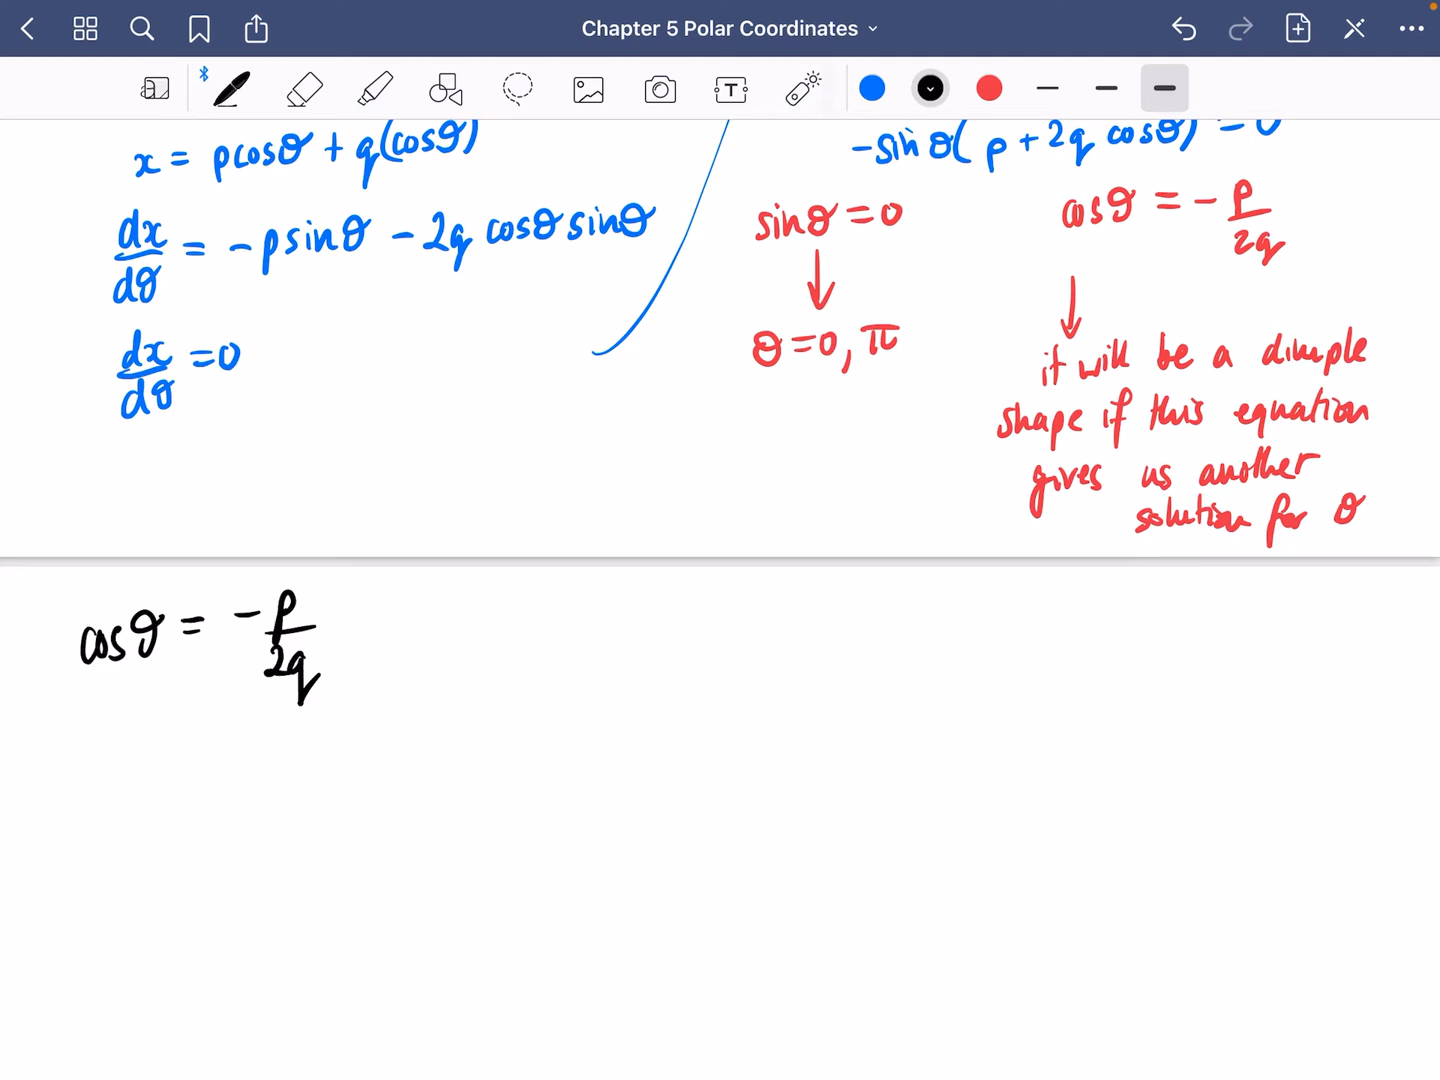 Chapter 5 Polar Coordinates
T
x = pcosθ + q(cosθ)
dx/dθ = -psinθ - 2q cosθ sinθ
dx/dθ = 0
-sinθ( p + 2q cosθ) = 0
sinθ = 0
θ = 0, π
cosθ = -p/2q
it will be a dimple
shape if this equation
gives us another
solution for θ
cosθ = -p/2q